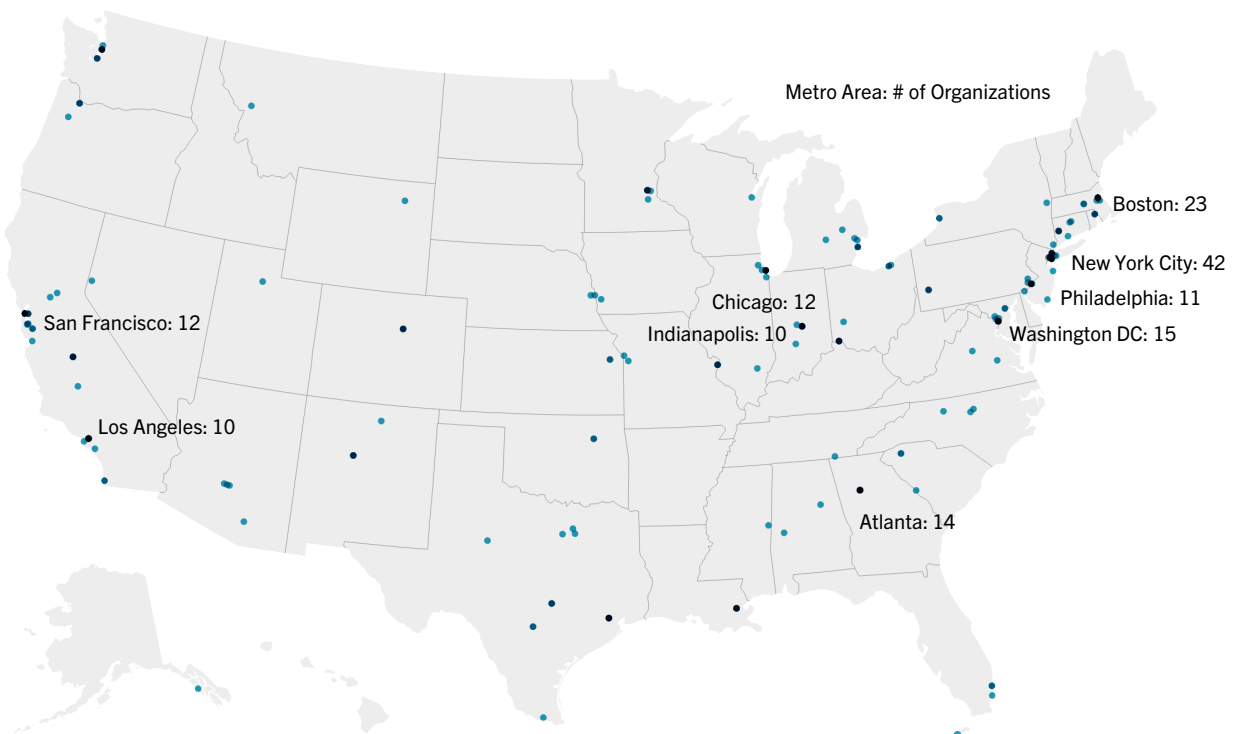 Metro Area: # of Organizations
Boston: 23
New York City: 42
Chicago: 12
Philadelphia: 11
San Francisco: 12
Indianapolis: 10
Washington DC: 15
Los Angeles: 10
Atlanta: 14